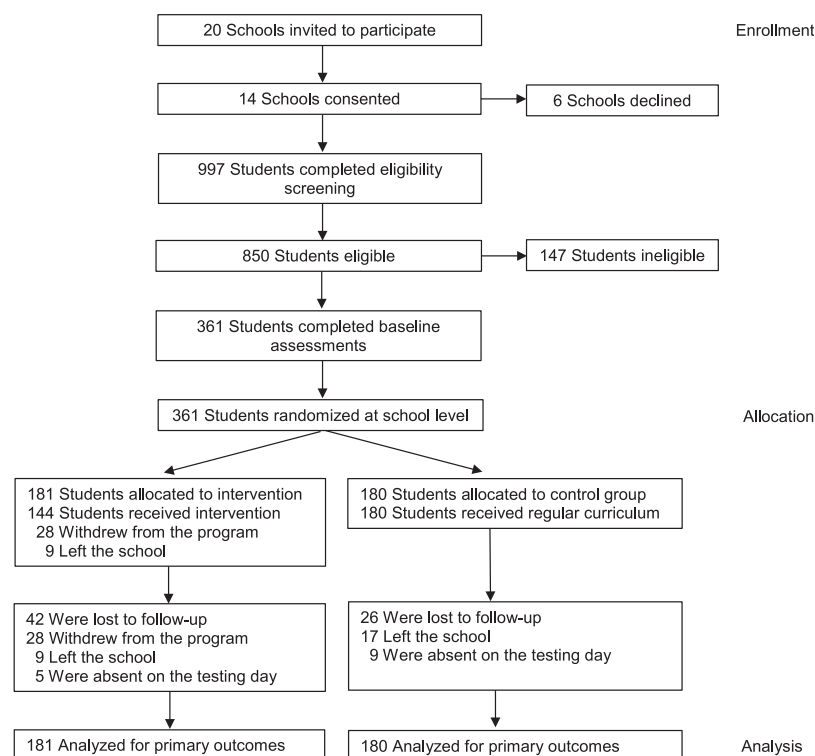 20 Schools invited to participate
Enrollment
14 Schools consented
6 Schools declined
997 Students completed eligibility
screening
850 Students eligible
147 Students ineligible
361 Students completed baseline
assessments
361 Students randomized at school level
Allocation
181 Students allocated to intervention
144 Students received intervention
28 Withdrew from the program
9 Left the school
180 Students allocated to control group
180 Students received regular curriculum
42 Were lost to follow-up
28 Withdrew from the program
9 Left the school
5 Were absent on the testing day
26 Were lost to follow-up
17 Left the school
9 Were absent on the testing day
181 Analyzed for primary outcomes
180 Analyzed for primary outcomes
Analysis